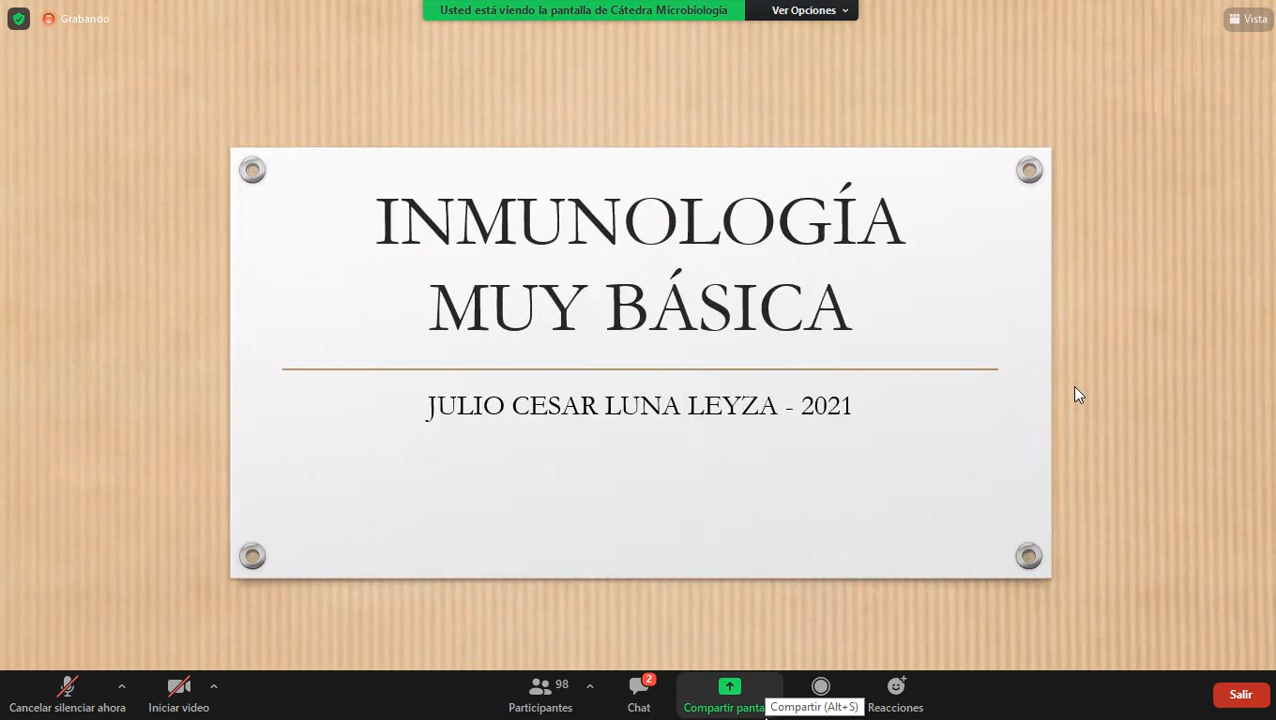 Grabando
Usted está viendo la pantalla de Cátedra Microbiología
Ver Opciones
Vista
INMUNOLOGÍA
MUY BÁSICA
JULIO CESAR LUNA LEYZA - 2021
Cancelar silenciar ahora
Iniciar video
98
Participantes
2
Chat
Compartir panta
Compartir (Alt+S)
Reacciones
Salir